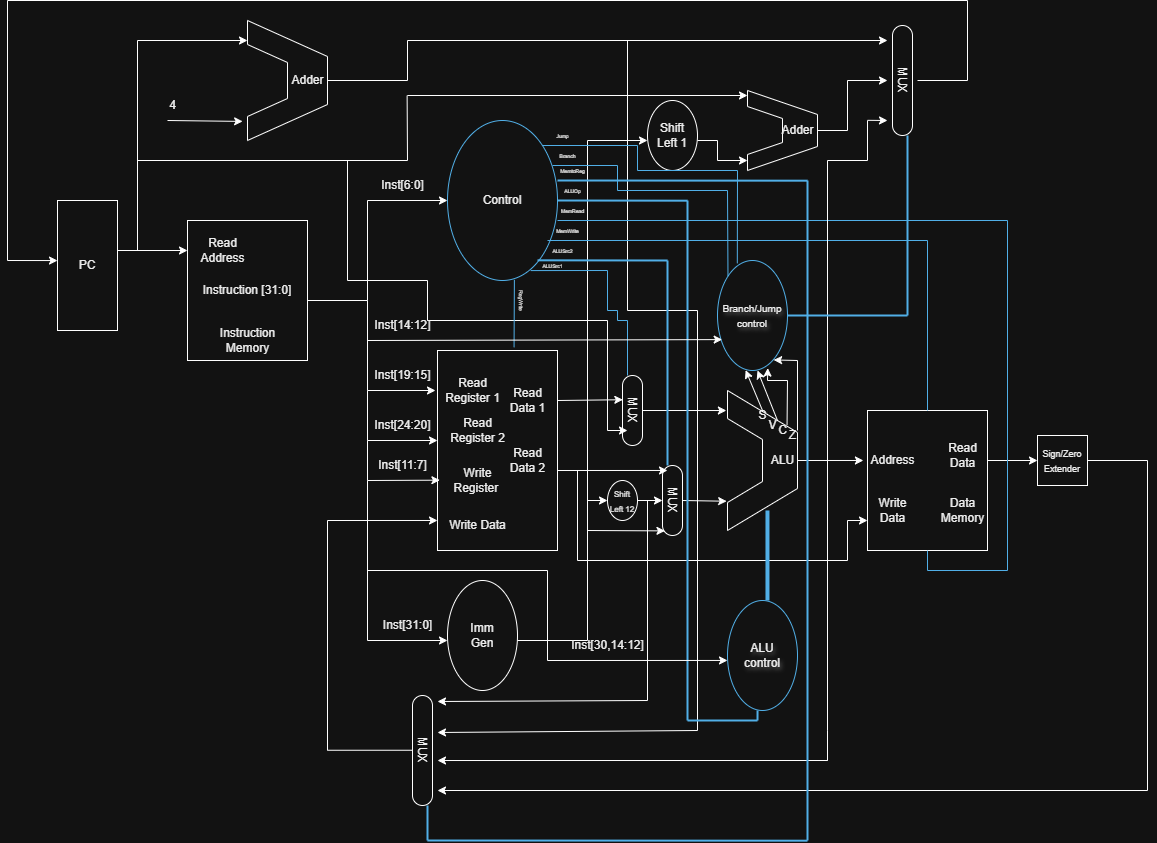 Adder
MUX
4
Shift
Left 1
Adder
Jump
Branch
MemtoReg
ALUOp
MemRead
MemWrite
ALUSrc2
ALUSrc1
RegWrite
Inst[6:0]
Control
PC
Read
Address
Instruction [31:0]
Instruction
Memory
Inst[14:12]
Branch/Jump
control
Inst[19:15]
Read
Register 1
Read
Data 1
MUX
Inst[24:20]
Read
Register 2
Read
Data 2
Inst[11:7]
Write
Register
Write Data
Shift
Left 12
MUX
S
V
C
Z
ALU
Address
Read
Data
Write
Data
Data
Memory
Sign/Zero
Extender
Inst[31:0]
Imm
Gen
Inst[30,14:12]
ALU
control
MUX